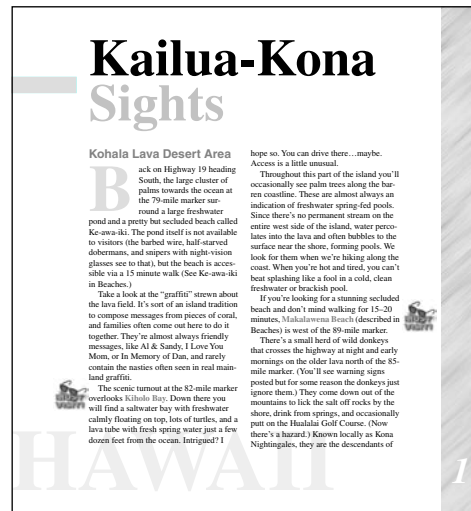 Kailua-Kona
Sights
Kohala Lava Desert Area
Back on Highway 19 heading
South, the large cluster of
palms towards the ocean at
the 79-mile marker sur-
round a large freshwater
pond and a pretty but secluded beach called
Ke-awa-iki. The pond itself is not available
to visitors (the barbed wire, half-starved
dobermans, and snipers with night-vision
glasses see to that), but the beach is acces-
sible via a 15 minute walk (See Ke-awa-iki
in Beaches.)
Take a look at the “graffiti” strewn about
the lava field. It's sort of an island tradition
to compose messages from pieces of coral,
and families often come out here to do it
together. They're almost always friendly
messages, like Al & Sandy, I Love You
Mom, or In Memory of Dan, and rarely
contain the nasties often seen in real main-
land graffiti.
The scenic turnout at the 82-mile marker
overlooks Kiholo Bay. Down there you
will find a saltwater bay with freshwater
calmly floating on top, lots of turtles, and a
lava tube with fresh spring water just a few
dozen feet from the ocean. Intrigued? I
hope so. You can drive there…maybe.
Access is a little unusual.
Throughout this part of the island you'll
occasionally see palm trees along the bar-
ren coastline. These are almost always an
indication of freshwater spring-fed pools.
Since there's no permanent stream on the
entire west side of the island, water perco-
lates into the lava and often bubbles to the
surface near the shore, forming pools. We
look for them when we're hiking along the
coast. When you're hot and tired, you can't
beat splashing like a fool in a cold, clean
freshwater or brackish pool.
If you're looking for a stunning secluded
beach and don't mind walking for 15–20
minutes, Makalawena Beach (described in
Beaches) is west of the 89-mile marker.
There's a small herd of wild donkeys
that crosses the highway at night and early
mornings on the older lava north of the 85-
mile marker. (You'll see warning signs
posted but for some reason the donkeys just
ignore them.) They come down out of the
mountains to lick the salt off rocks by the
shore, drink from springs, and occasionally
putt on the Hualalai Golf Course. (Now
there's a hazard.) Known locally as Kona
Nightingales, they are the descendants of
HAWAII
1